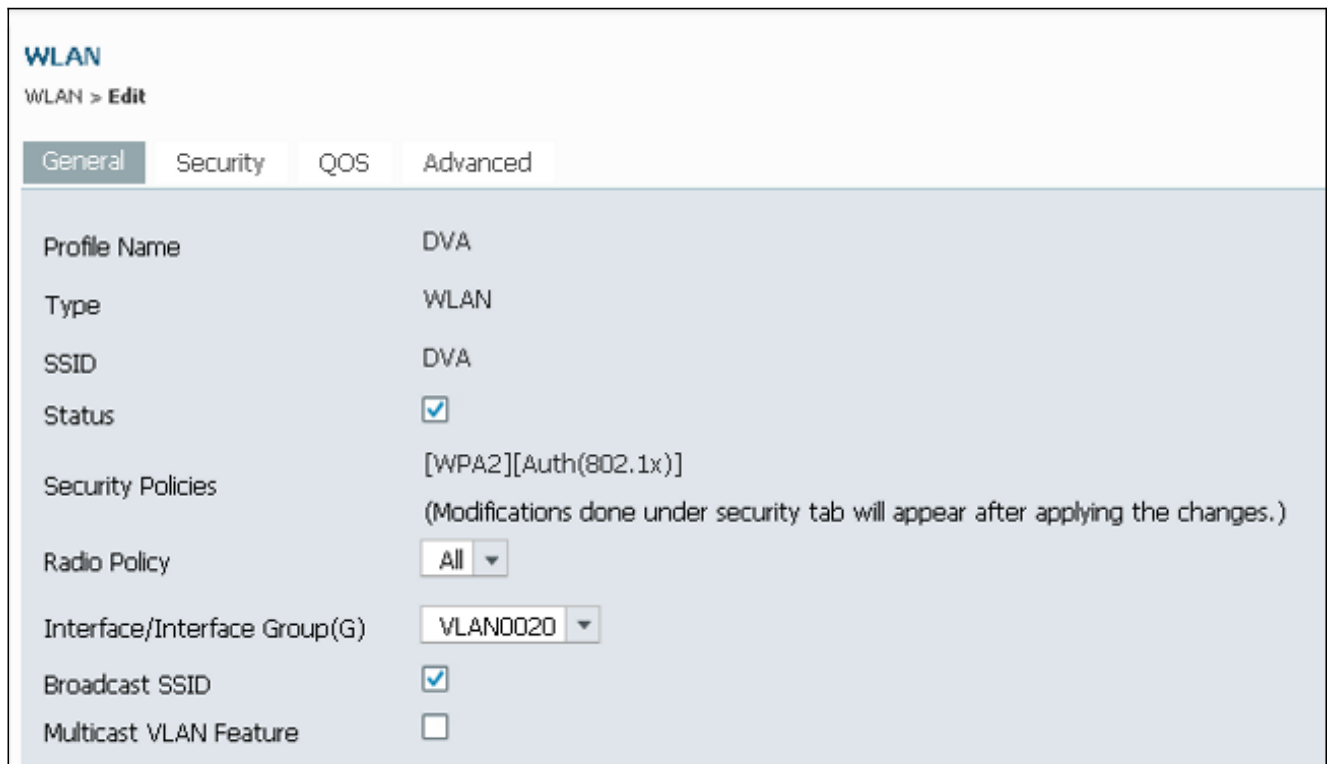 WLAN
WLAN > Edit
General Security QOS Advanced
Profile Name DVA
Type WLAN
SSID DVA
Status
Security Policies [WPA2][Auth(802.1x)]
(Modifications done under security tab will appear after applying the changes.)
Radio Policy All
Interface/Interface Group(G) VLAN0020
Broadcast SSID
Multicast VLAN Feature